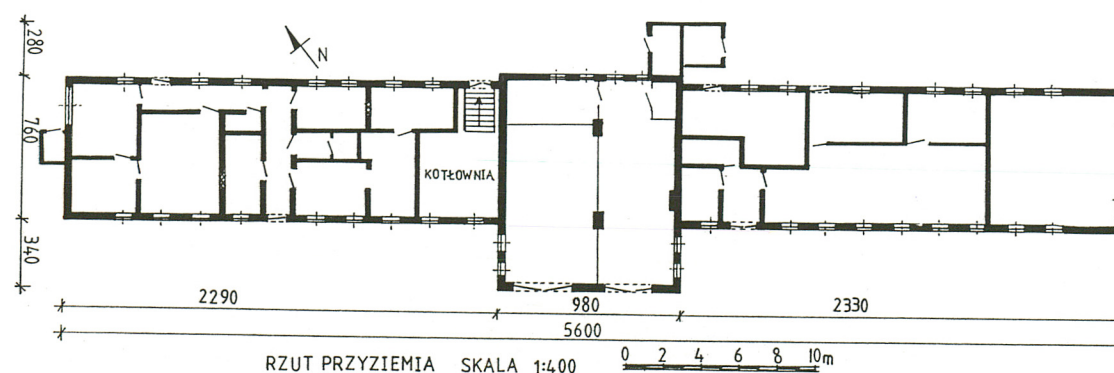 280
N
760
KOTŁOWNIA
340
2290
980
2330
5600
RZUT PRZYZIEMIA SKALA 1:400
0 2 4 6 8 10m